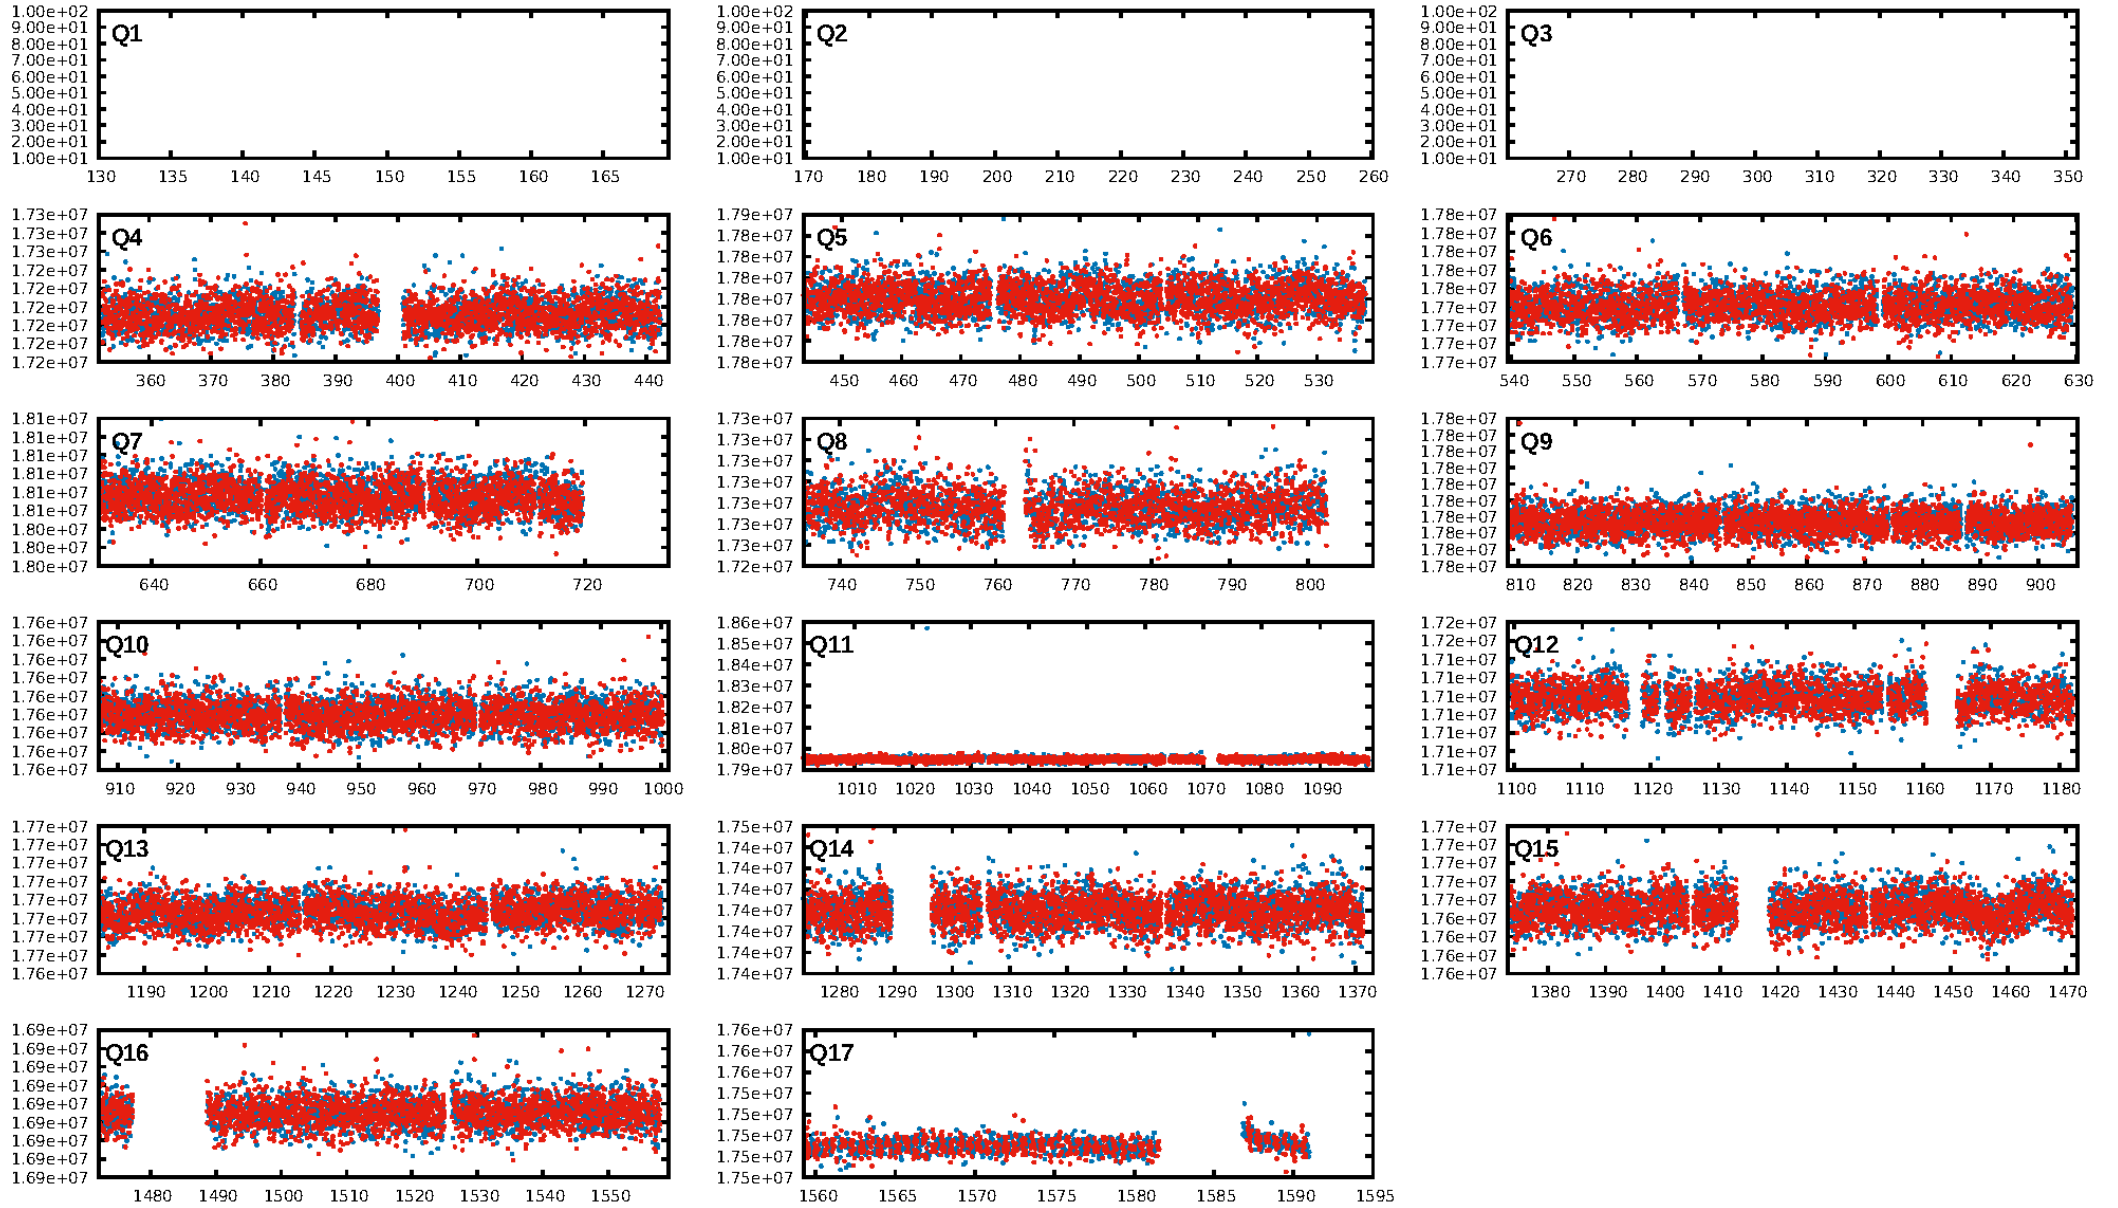 1.00e+02
9.00e+01
8.00e+01
7.00e+01
6.00e+01
5.00e+01
4.00e+01
3.00e+01
2.00e+01
1.00e+01
Q1
130 135 140 145 150 155 160 165
1.00e+02
9.00e+01
8.00e+01
7.00e+01
6.00e+01
5.00e+01
4.00e+01
3.00e+01
2.00e+01
1.00e+01
Q2
170 180 190 200 210 220 230 240 250 260
1.00e+02
9.00e+01
8.00e+01
7.00e+01
6.00e+01
5.00e+01
4.00e+01
3.00e+01
2.00e+01
1.00e+01
Q3
270 280 290 300 310 320 330 340 350
1.73e+07
1.73e+07
1.73e+07
1.72e+07
1.72e+07
1.72e+07
1.72e+07
1.72e+07
1.72e+07
Q4
360 370 380 390 400 410 420 430 440
1.79e+07
1.78e+07
1.78e+07
1.78e+07
1.78e+07
1.78e+07
1.78e+07
1.78e+07
Q5
450 460 470 480 490 500 510 520 530
1.78e+07
1.78e+07
1.78e+07
1.78e+07
1.78e+07
1.77e+07
1.77e+07
1.77e+07
1.77e+07
Q6
540 550 560 570 580 590 600 610 620 630
1.81e+07
1.81e+07
1.81e+07
1.81e+07
1.81e+07
1.81e+07
1.80e+07
1.80e+07
1.80e+07
Q7
640 660 680 700 720
1.73e+07
1.73e+07
1.73e+07
1.73e+07
1.73e+07
1.73e+07
1.73e+07
1.72e+07
Q8
740 750 760 770 780 790 800
1.78e+07
1.78e+07
1.78e+07
1.78e+07
1.78e+07
1.78e+07
1.78e+07
1.78e+07
1.78e+07
1.78e+07
Q9
810 820 830 840 850 860 870 880 890 900
1.76e+07
1.76e+07
1.76e+07
1.76e+07
1.76e+07
1.76e+07
1.76e+07
1.76e+07
1.76e+07
Q10
910 920 930 940 950 960 970 980 990 1000
1.86e+07
1.85e+07
1.84e+07
1.83e+07
1.82e+07
1.81e+07
1.80e+07
1.79e+07
Q11
1010 1020 1030 1040 1050 1060 1070 1080 1090
1.72e+07
1.72e+07
1.71e+07
1.71e+07
1.71e+07
1.71e+07
1.71e+07
1.71e+07
1.71e+07
Q12
1100 1110 1120 1130 1140 1150 1160 1170 1180
1.77e+07
1.77e+07
1.77e+07
1.77e+07
1.77e+07
1.77e+07
1.77e+07
1.77e+07
1.76e+07
Q13
1190 1200 1210 1220 1230 1240 1250 1260 1270
1.75e+07
1.74e+07
1.74e+07
1.74e+07
1.74e+07
1.74e+07
1.74e+07
1.74e+07
Q14
1280 1290 1300 1310 1320 1330 1340 1350 1360 1370
1.77e+07
1.77e+07
1.77e+07
1.77e+07
1.77e+07
1.76e+07
1.76e+07
1.76e+07
1.76e+07
Q15
1380 1390 1400 1410 1420 1430 1440 1450 1460 1470
1.69e+07
1.69e+07
1.69e+07
1.69e+07
1.69e+07
1.69e+07
1.69e+07
1.69e+07
1.69e+07
Q16
1480 1490 1500 1510 1520 1530 1540 1550
1.76e+07
1.76e+07
1.75e+07
1.75e+07
1.75e+07
1.75e+07
1.75e+07
1.75e+07
Q17
1560 1565 1570 1575 1580 1585 1590 1595